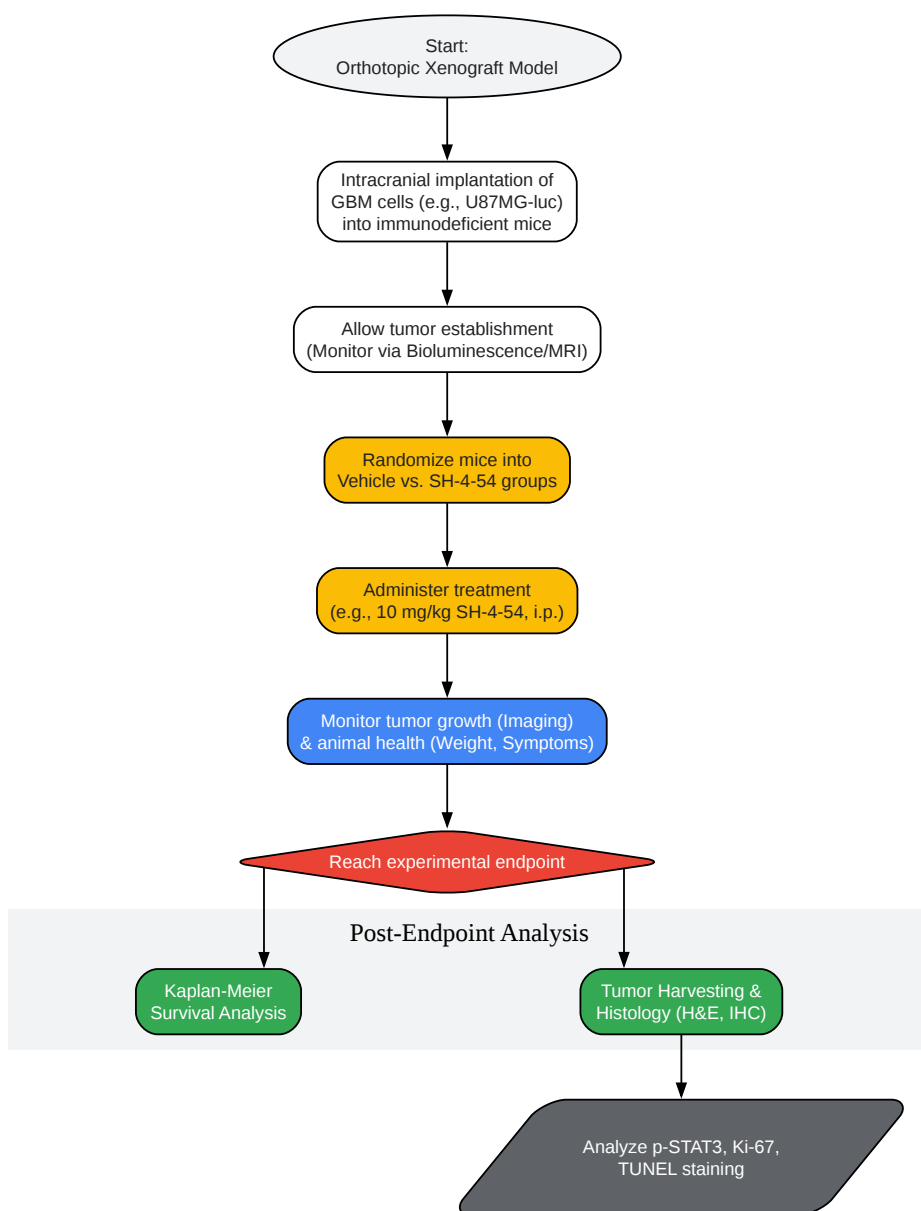 Start:
Orthotopic Xenograft Model
Intracranial implantation of
GBM cells (e.g., U87MG-luc)
into immunodeficient mice
Allow tumor establishment
(Monitor via Bioluminescence/MRI)
Randomize mice into
Vehicle vs. SH-4-54 groups
Administer treatment
(e.g., 10 mg/kg SH-4-54, i.p.)
Monitor tumor growth (Imaging)
& animal health (Weight, Symptoms)
Reach experimental endpoint
Post-Endpoint Analysis
Kaplan-Meier
Survival Analysis
Tumor Harvesting &
Histology (H&E, IHC)
Analyze p-STAT3, Ki-67,
TUNEL staining